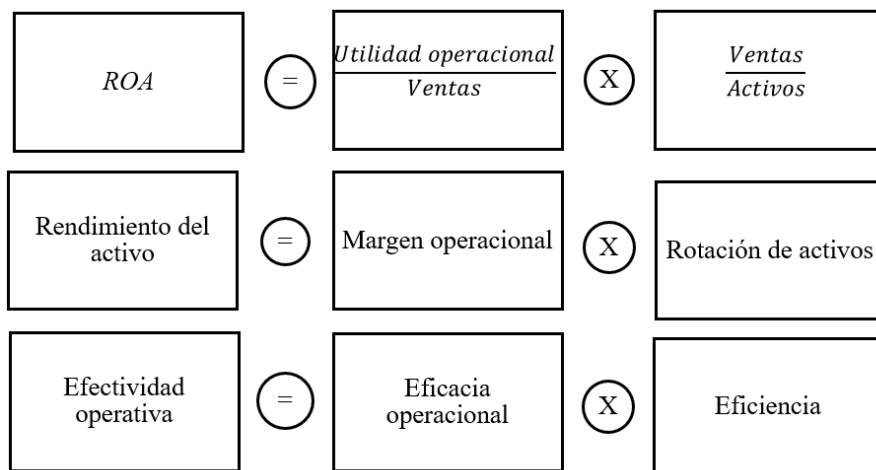 ROA = Utilidad operacional / Ventas X Ventas / Activos
Rendimiento del activo = Margen operacional X Rotación de activos
Efectividad operativa = Eficacia operacional X Eficiencia